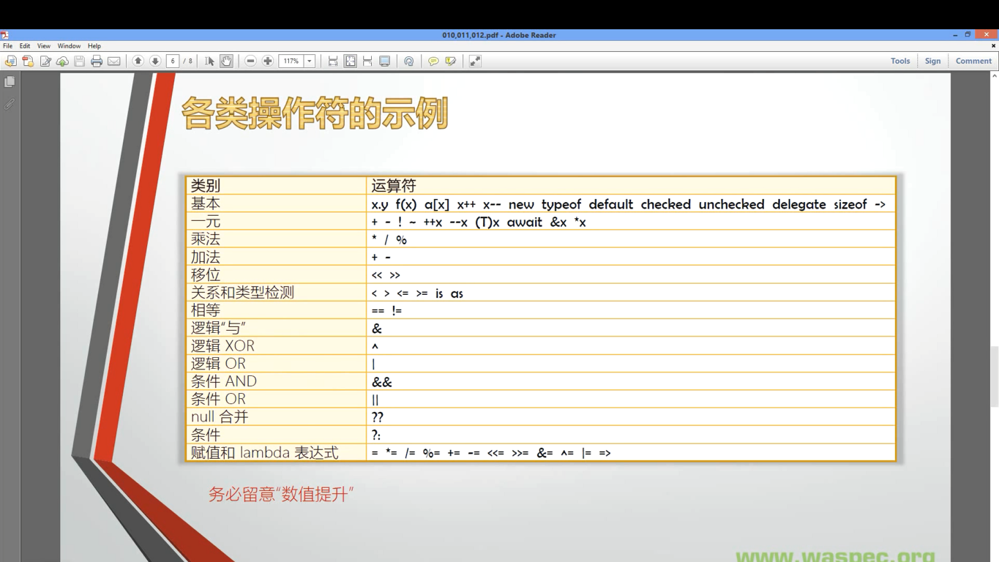 010,011,012.pdf - Adobe Reader
File Edit View Window Help
6 / 8 117% Tools Sign Comment
各类操作符的示例
类别 运算符
基本 x.y f(x) a[x] x++ x-- new typeof default checked unchecked delegate sizeof ->
一元 + - ! ~ ++x --x (T)x await &x *x
乘法 * / %
加法 + -
移位 << >>
关系和类型检测 < > <= >= is as
相等 == !=
逻辑“与” &
逻辑 XOR ^
逻辑 OR |
条件 AND &&
条件 OR ||
null 合并 ??
条件 ?:
赋值和 lambda 表达式 = *= /= %= += -= <<= >>= &= ^= |= =>
务必留意“数值提升”
www.waspec.org